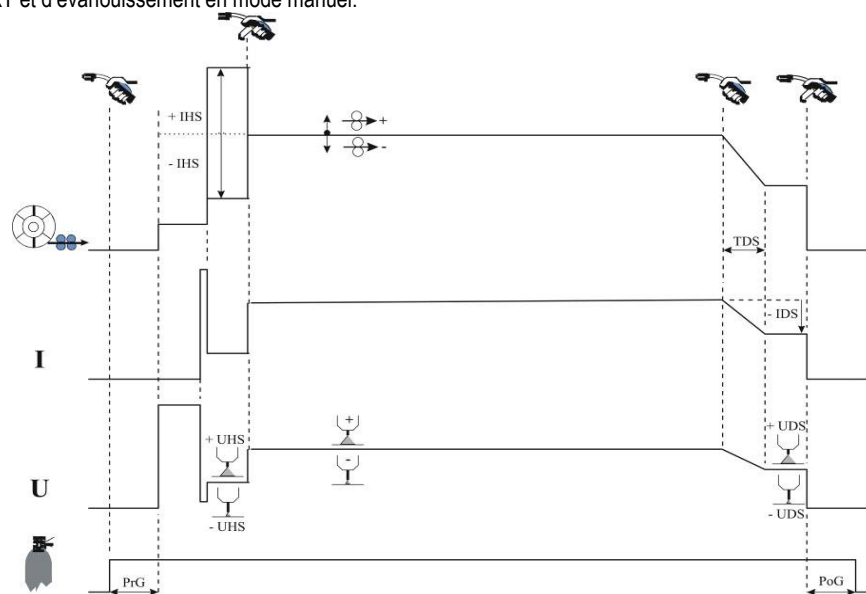 et d'évanouissement en mode manuel.
+ IHS
- IHS
+
-
TDS
- IDS
I
+ UHS
+
-
- UHS
+ UDS
- UDS
U
PrG
PoG